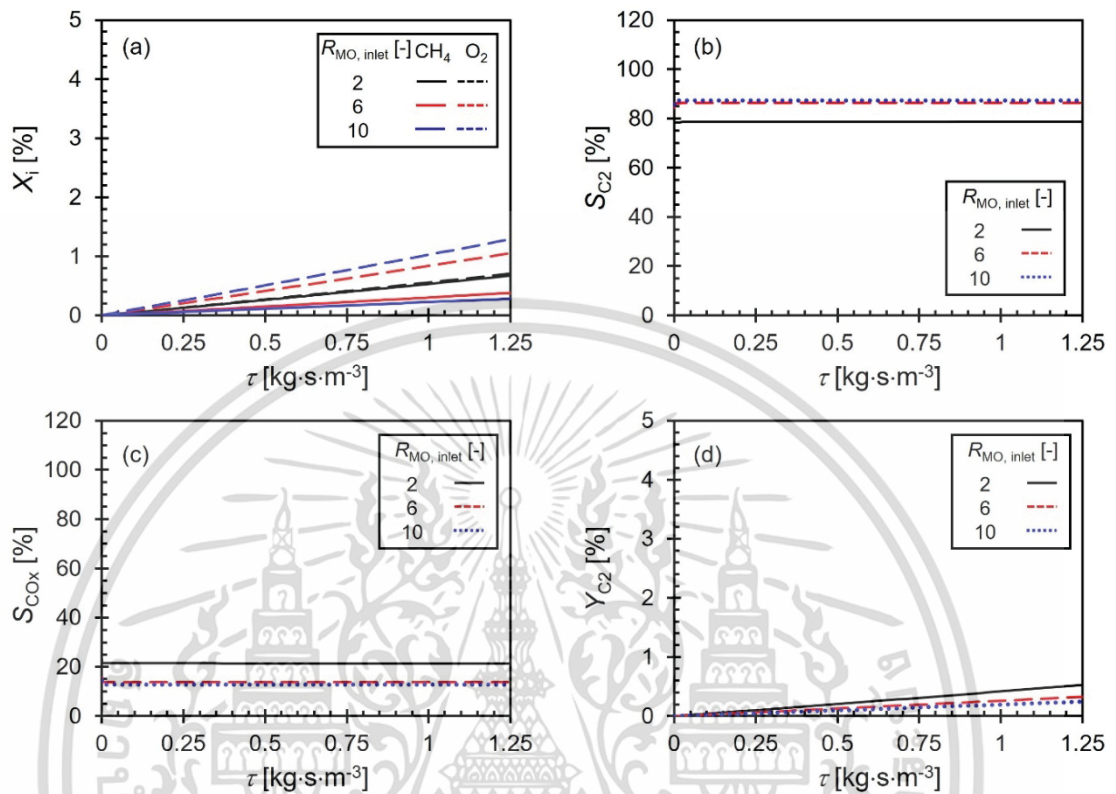 (a)
R_MO, inlet [-] CH₄ O₂
2
6
10
X_i [%]
5
4
3
2
1
0
0 0.25 0.5 0.75 1 1.25
τ [kg·s·m⁻³]
(b)
S_C2 [%]
120
100
80
60
40
20
0
R_MO, inlet [-]
2
6
10
0 0.25 0.5 0.75 1 1.25
τ [kg·s·m⁻³]
(c)
S_COx [%]
120
100
80
60
40
20
0
R_MO, inlet [-]
2
6
10
0 0.25 0.5 0.75 1 1.25
τ [kg·s·m⁻³]
(d)
Y_C2 [%]
5
4
3
2
1
0
R_MO, inlet [-]
2
6
10
0 0.25 0.5 0.75 1 1.25
τ [kg·s·m⁻³]